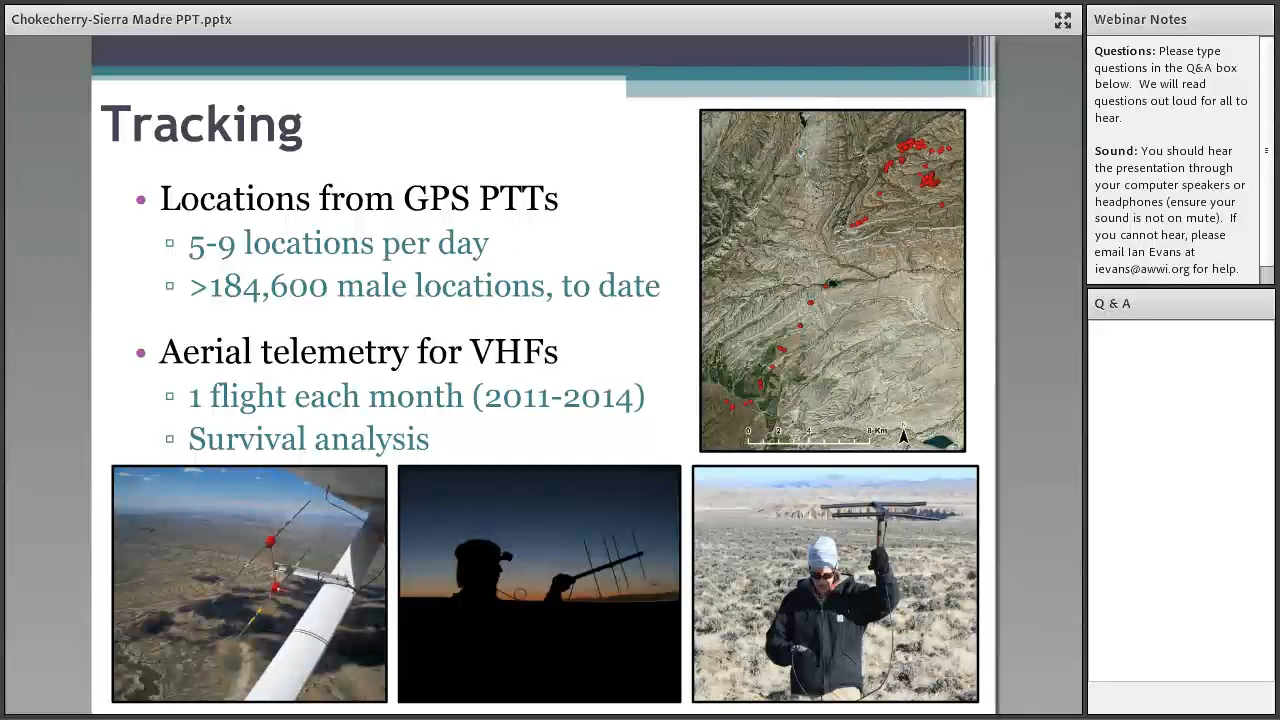 Chokecherry-Sierra Madre PPT.pptx
Tracking
• Locations from GPS PTTs
▫ 5-9 locations per day
▫ >184,600 male locations, to date
• Aerial telemetry for VHFs
▫ 1 flight each month (2011-2014)
▫ Survival analysis
0 2 4 8 Km
Webinar Notes
Questions: Please type
questions in the Q&A box
below. We will read
questions out loud for all to
hear.
Sound: You should hear
the presentation through
your computer speakers or
headphones (ensure your
sound is not on mute). If
you cannot hear, please
email Ian Evans at
ievans@awwi.org for help.
Q & A